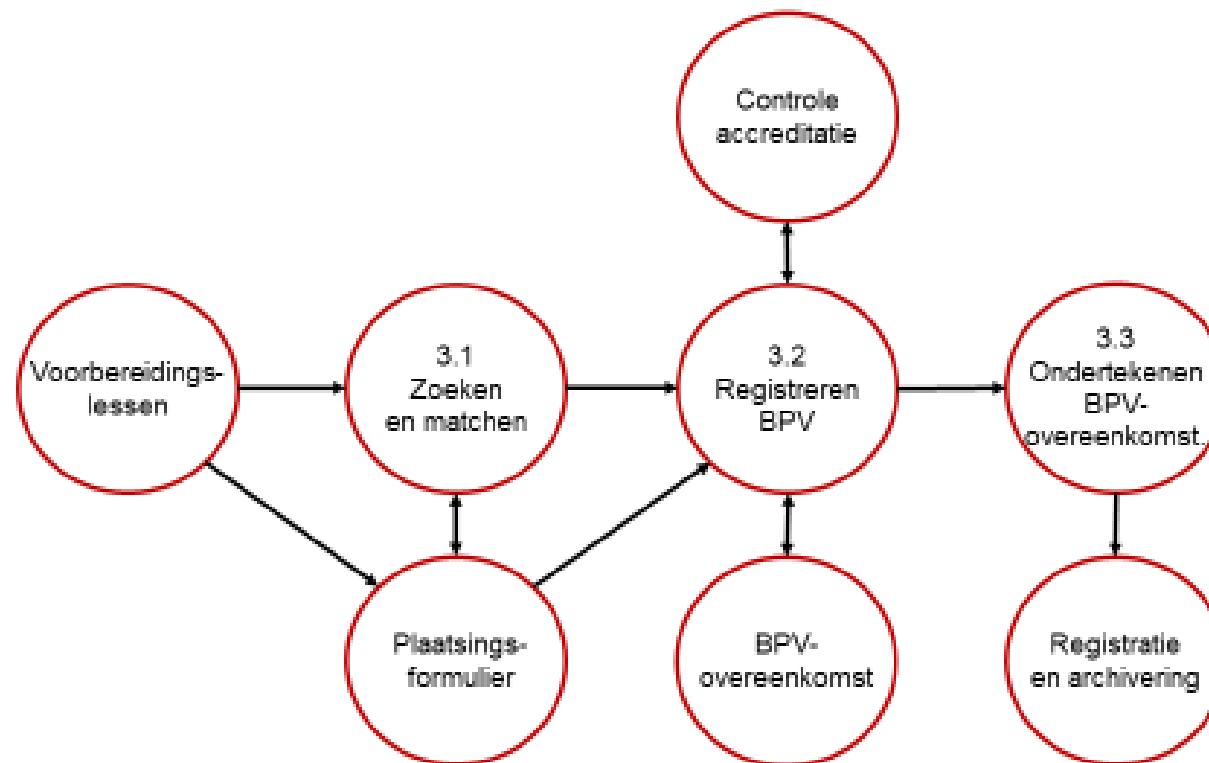 Controle
accreditatie
Voorbereidings-
lessen
3.1
Zoeken
en matchen
3.2
Registreren
BPV
3.3
Ondertekenen
BPV-
overeenkomst.
Plaatsings-
formulier
BPV-
overeenkomst
Registratie
en archivering